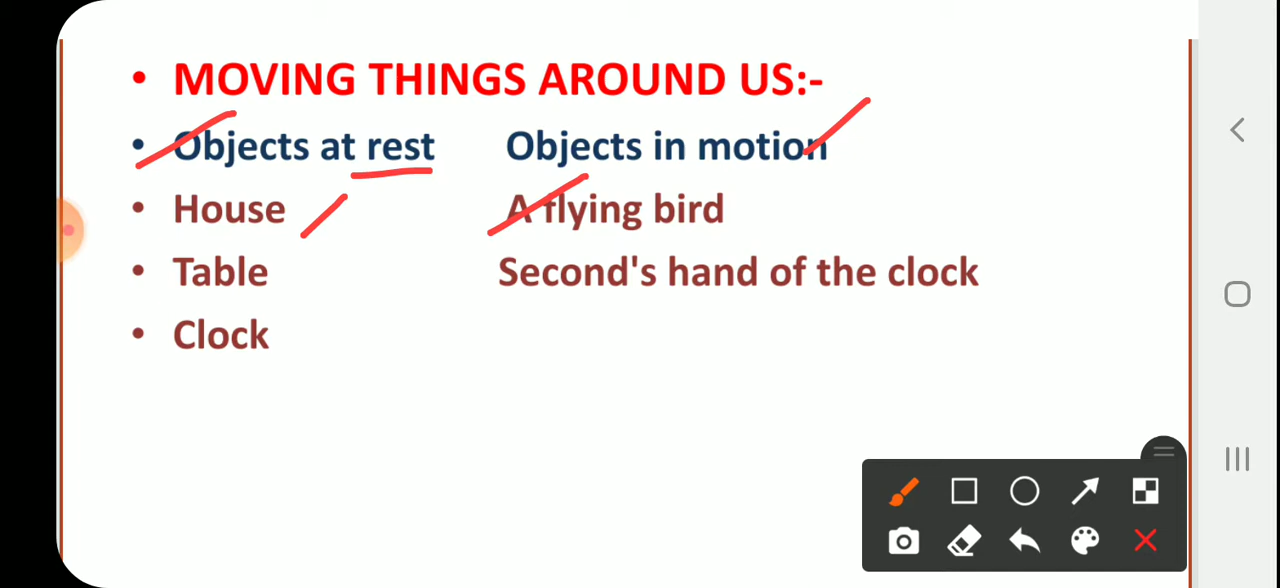 • MOVING THINGS AROUND US:-
• Objects at rest Objects in motion
• House A flying bird
• Table Second's hand of the clock
• Clock